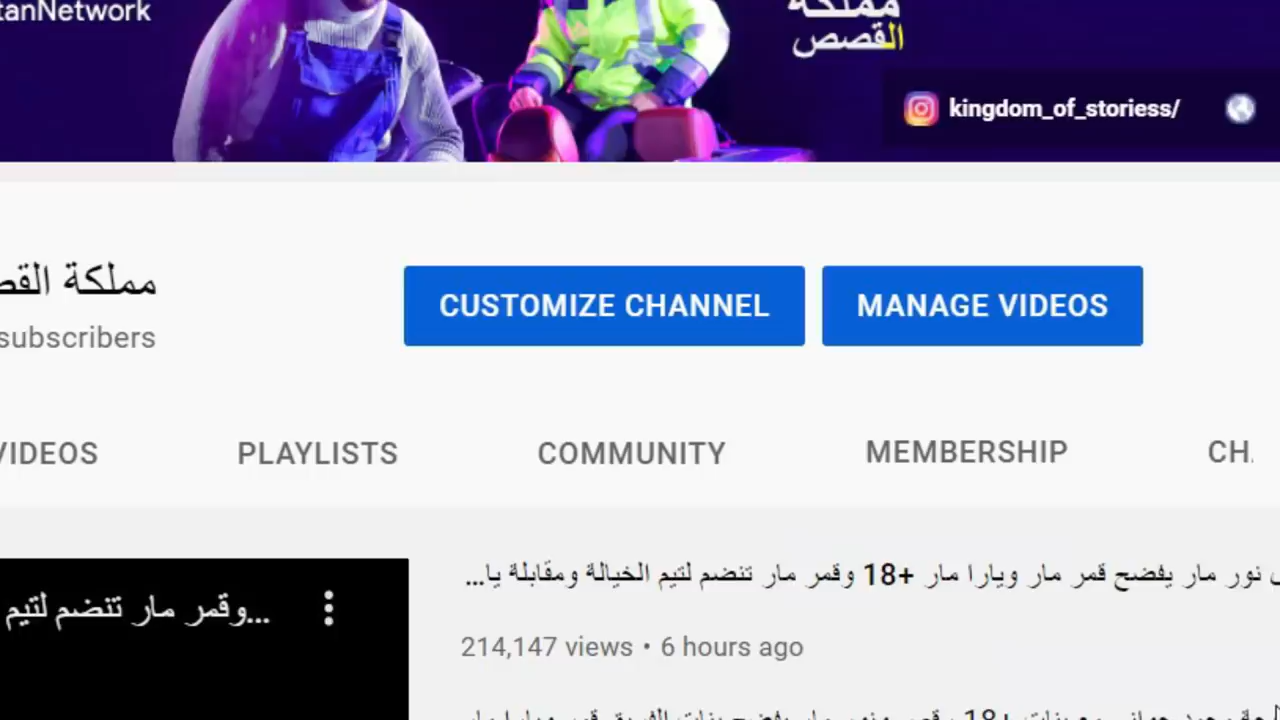 tanNetwork
مملكة
القصص
kingdom_of_storiess/
مملكة
subscribers
CUSTOMIZE CHANNEL
MANAGE VIDEOS
VIDEOS
PLAYLISTS
COMMUNITY
MEMBERSHIP
CH
نور مار يفضح قمر مار ويارا مار +18 وقمر مار تنضم لتيم الخيالة ومقابلة يا...
وقمر مار تنضم لتيم...
214,147 views • 6 hours ago